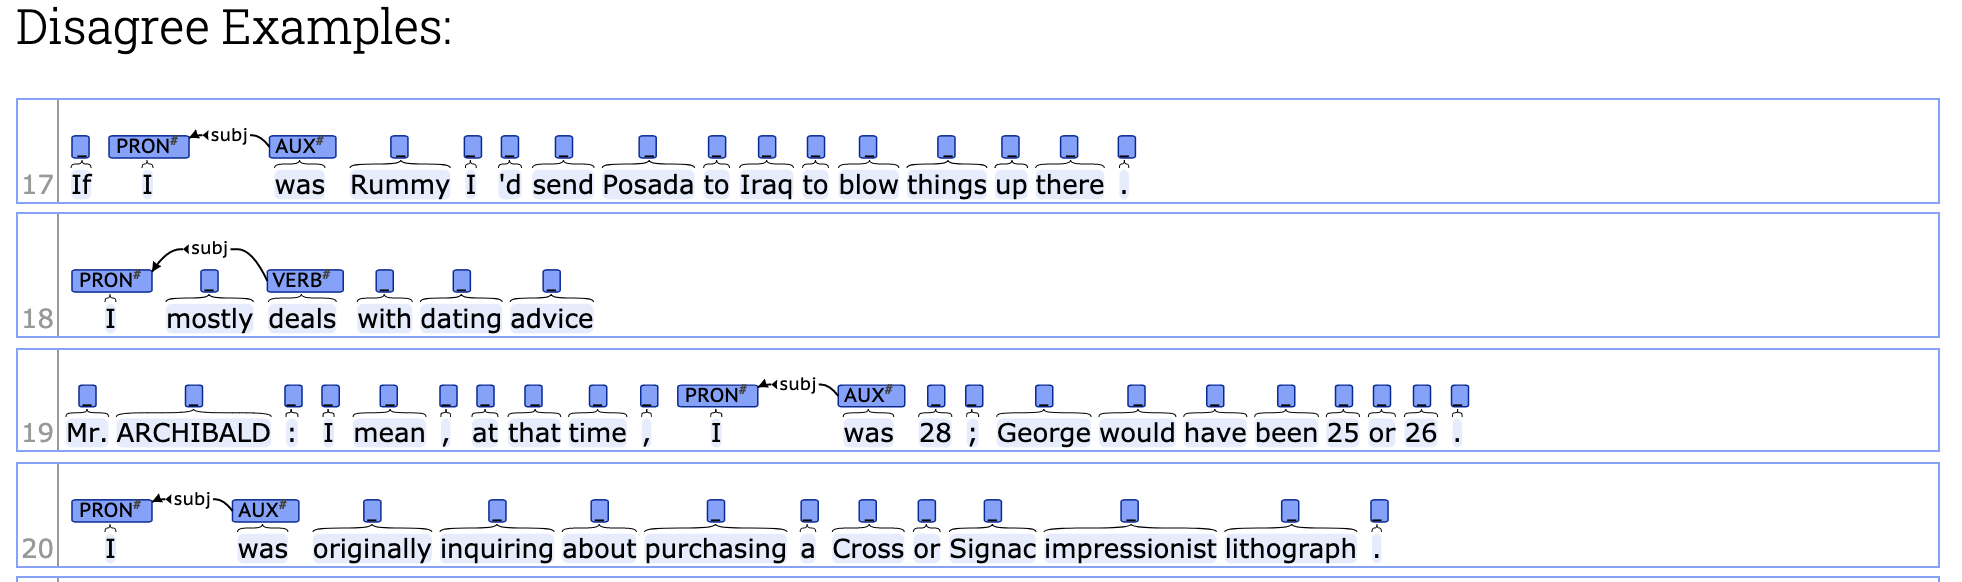 Disagree Examples:
_ PRON# subj AUX# _ _ _ _ _ _ _ _ _ _ _ _ _
17 If I was Rummy I 'd send Posada to Iraq to blow things up there .
subj
PRON# _ VERB# _ _ _
18 I mostly deals with dating advice
_ _ _ _ _ _ _ _ _ _ PRON# subj AUX# _ _ _ _ _ _ _ _ _ _
19 Mr. ARCHIBALD : I mean , at that time , I was 28 ; George would have been 25 or 26 .
PRON# subj AUX# _ _ _ _ _ _ _ _ _ _ _
20 I was originally inquiring about purchasing a Cross or Signac impressionist lithograph .